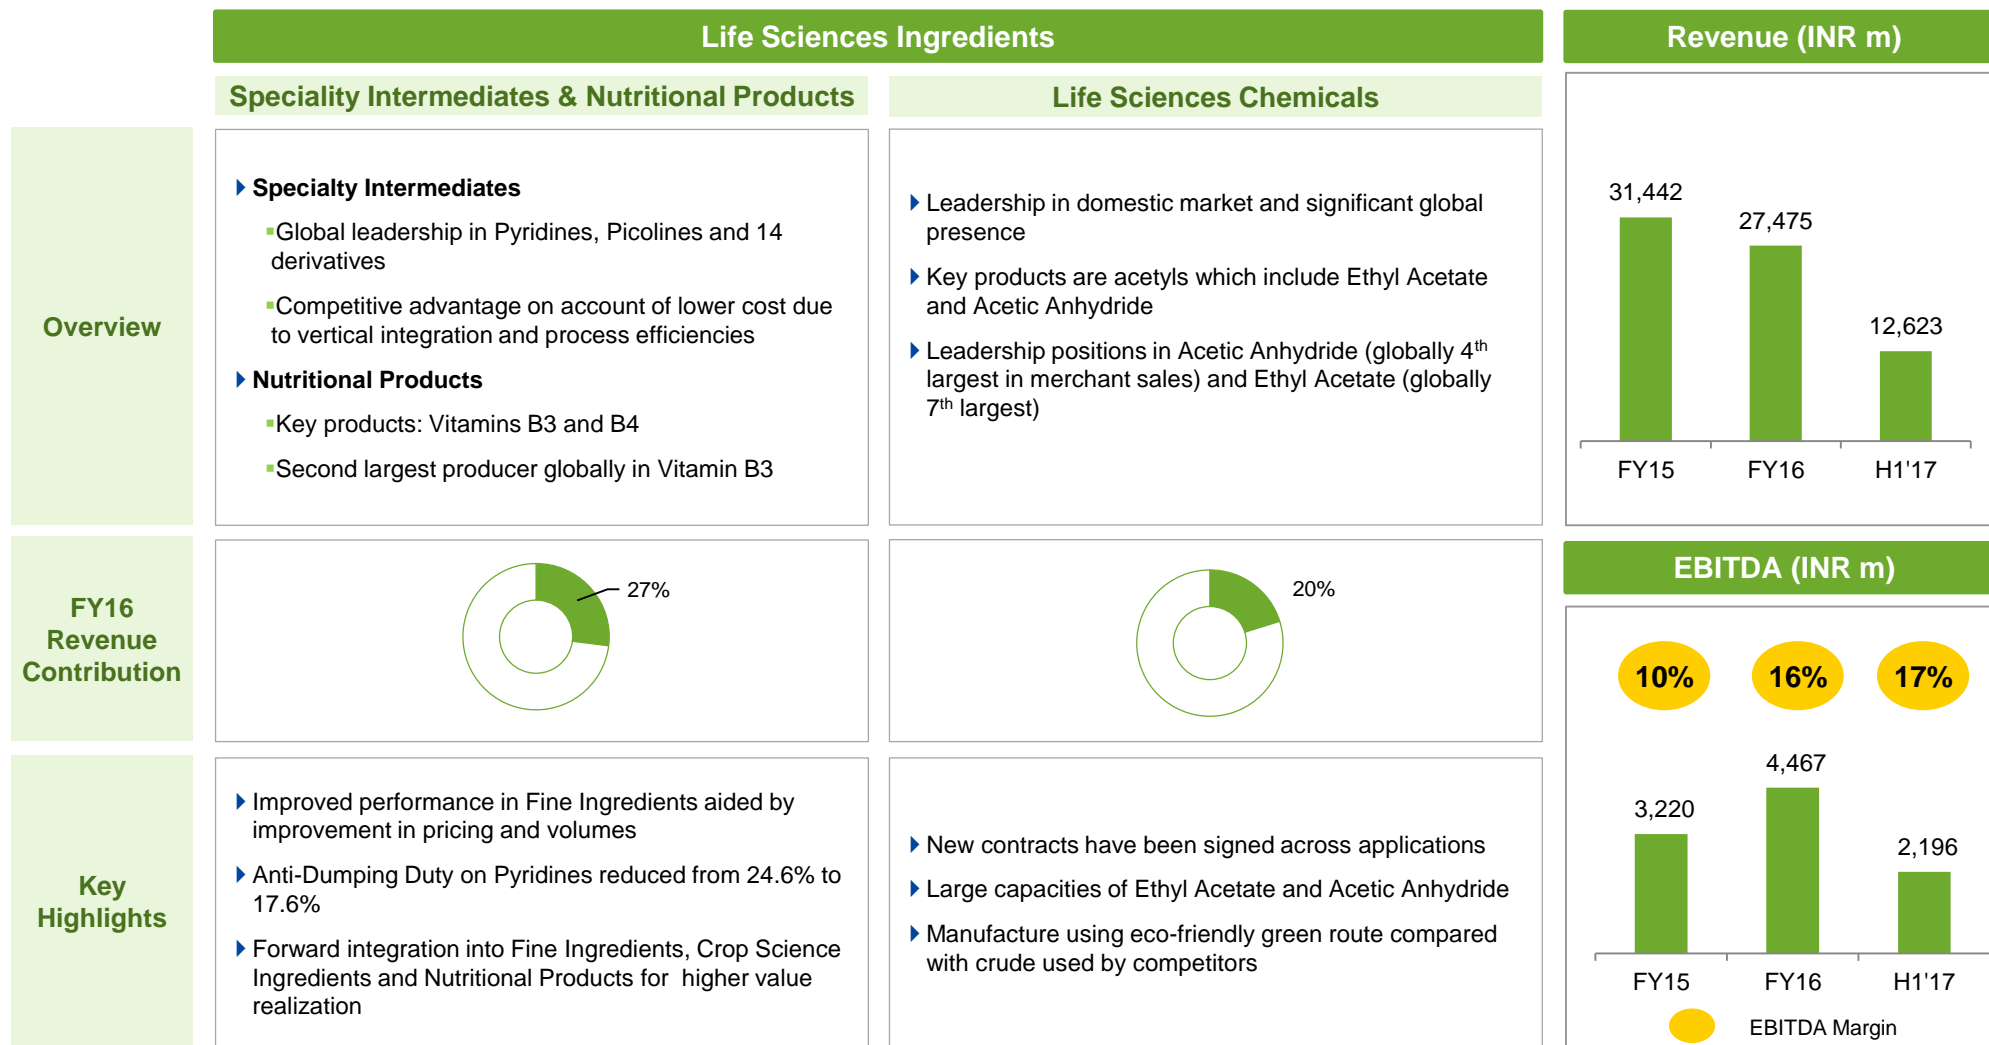 Life Sciences Ingredients
Speciality Intermediates & Nutritional Products
Life Sciences Chemicals
Overview
Specialty Intermediates
Global leadership in Pyridines, Picolines and 14
derivatives
Competitive advantage on account of lower cost due
to vertical integration and process efficiencies
Nutritional Products
Key products: Vitamins B3 and B4
Second largest producer globally in Vitamin B3
Leadership in domestic market and significant global
presence
Key products are acetyls which include Ethyl Acetate
and Acetic Anhydride
Leadership positions in Acetic Anhydride (globally 4th
largest in merchant sales) and Ethyl Acetate (globally
7th largest)
FY16
Revenue
Contribution
27%
20%
Key
Highlights
Improved performance in Fine Ingredients aided by
improvement in pricing and volumes
Anti-Dumping Duty on Pyridines reduced from 24.6% to
17.6%
Forward integration into Fine Ingredients, Crop Science
Ingredients and Nutritional Products for  higher value
realization
New contracts have been signed across applications
Large capacities of Ethyl Acetate and Acetic Anhydride
Manufacture using eco-friendly green route compared
with crude used by competitors
Revenue (INR m)
31,442
27,475
12,623
FY15 FY16 H1'17
EBITDA (INR m)
10% 16% 17%
3,220
4,467
2,196
FY15 FY16 H1'17
EBITDA Margin